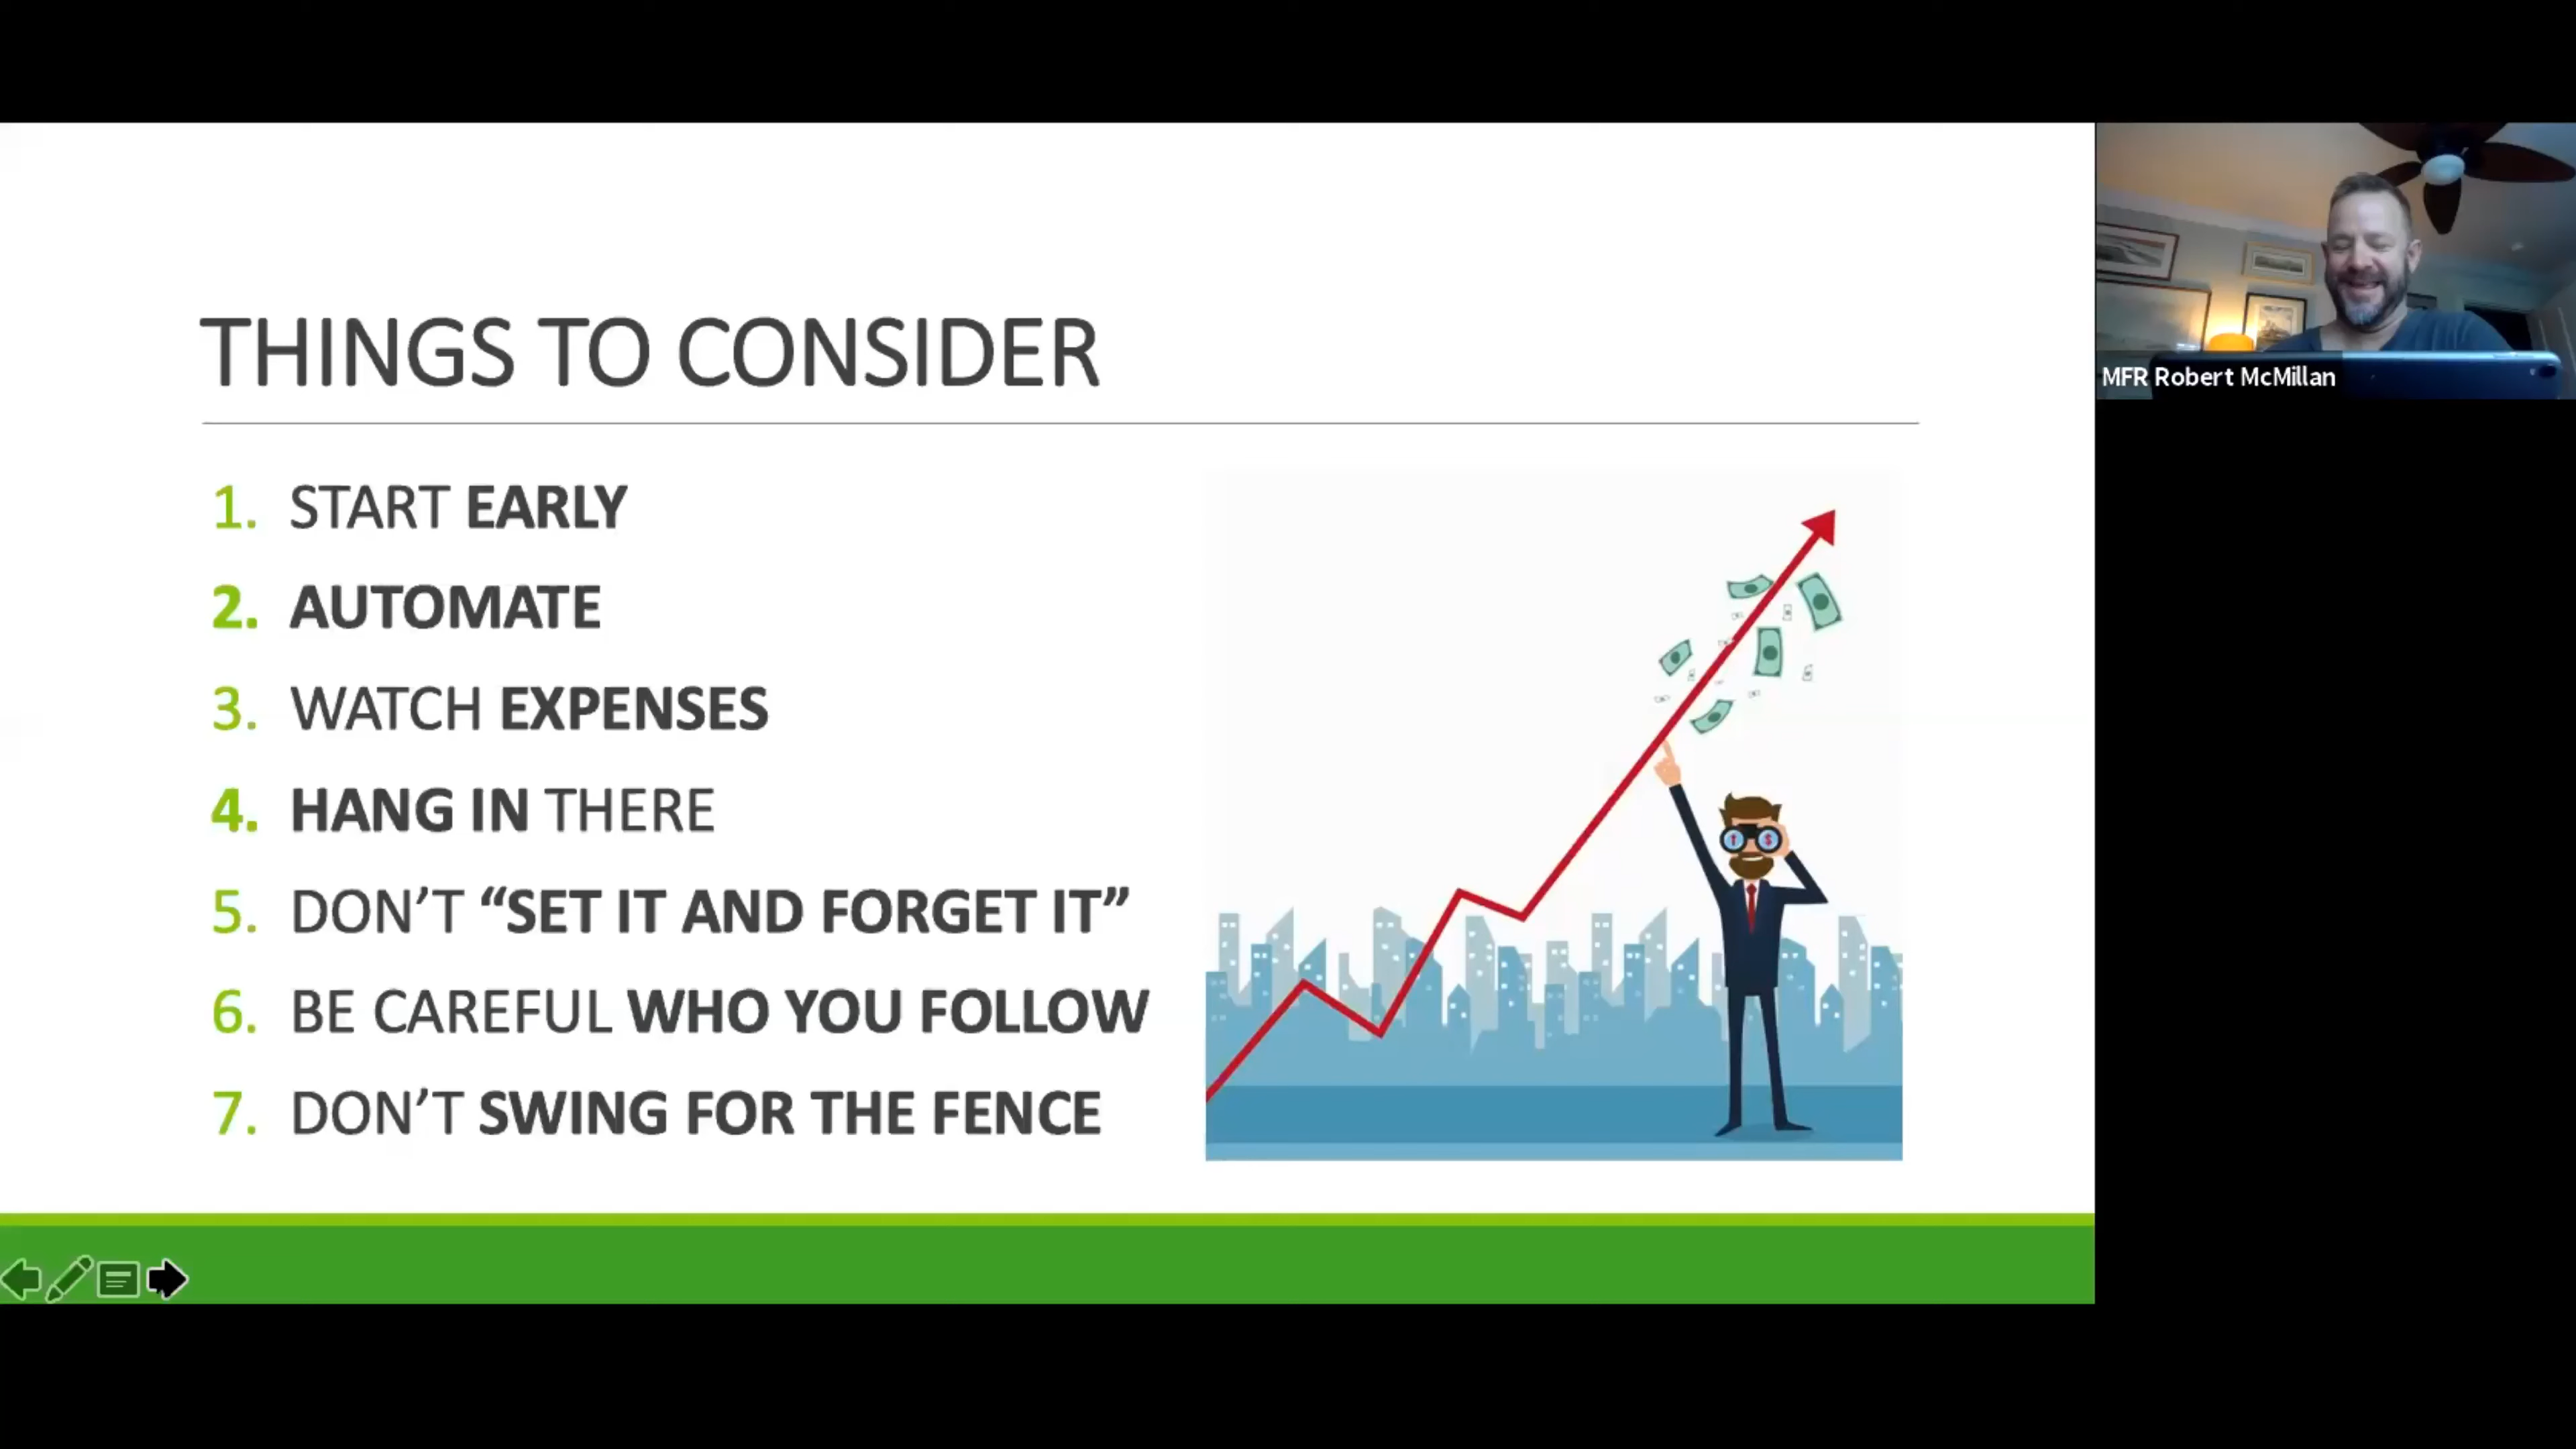 THINGS TO CONSIDER
1. START EARLY
2. AUTOMATE
3. WATCH EXPENSES
4. HANG IN THERE
5. DON’T “SET IT AND FORGET IT”
6. BE CAREFUL WHO YOU FOLLOW
7. DON’T SWING FOR THE FENCE
MFR Robert McMillan